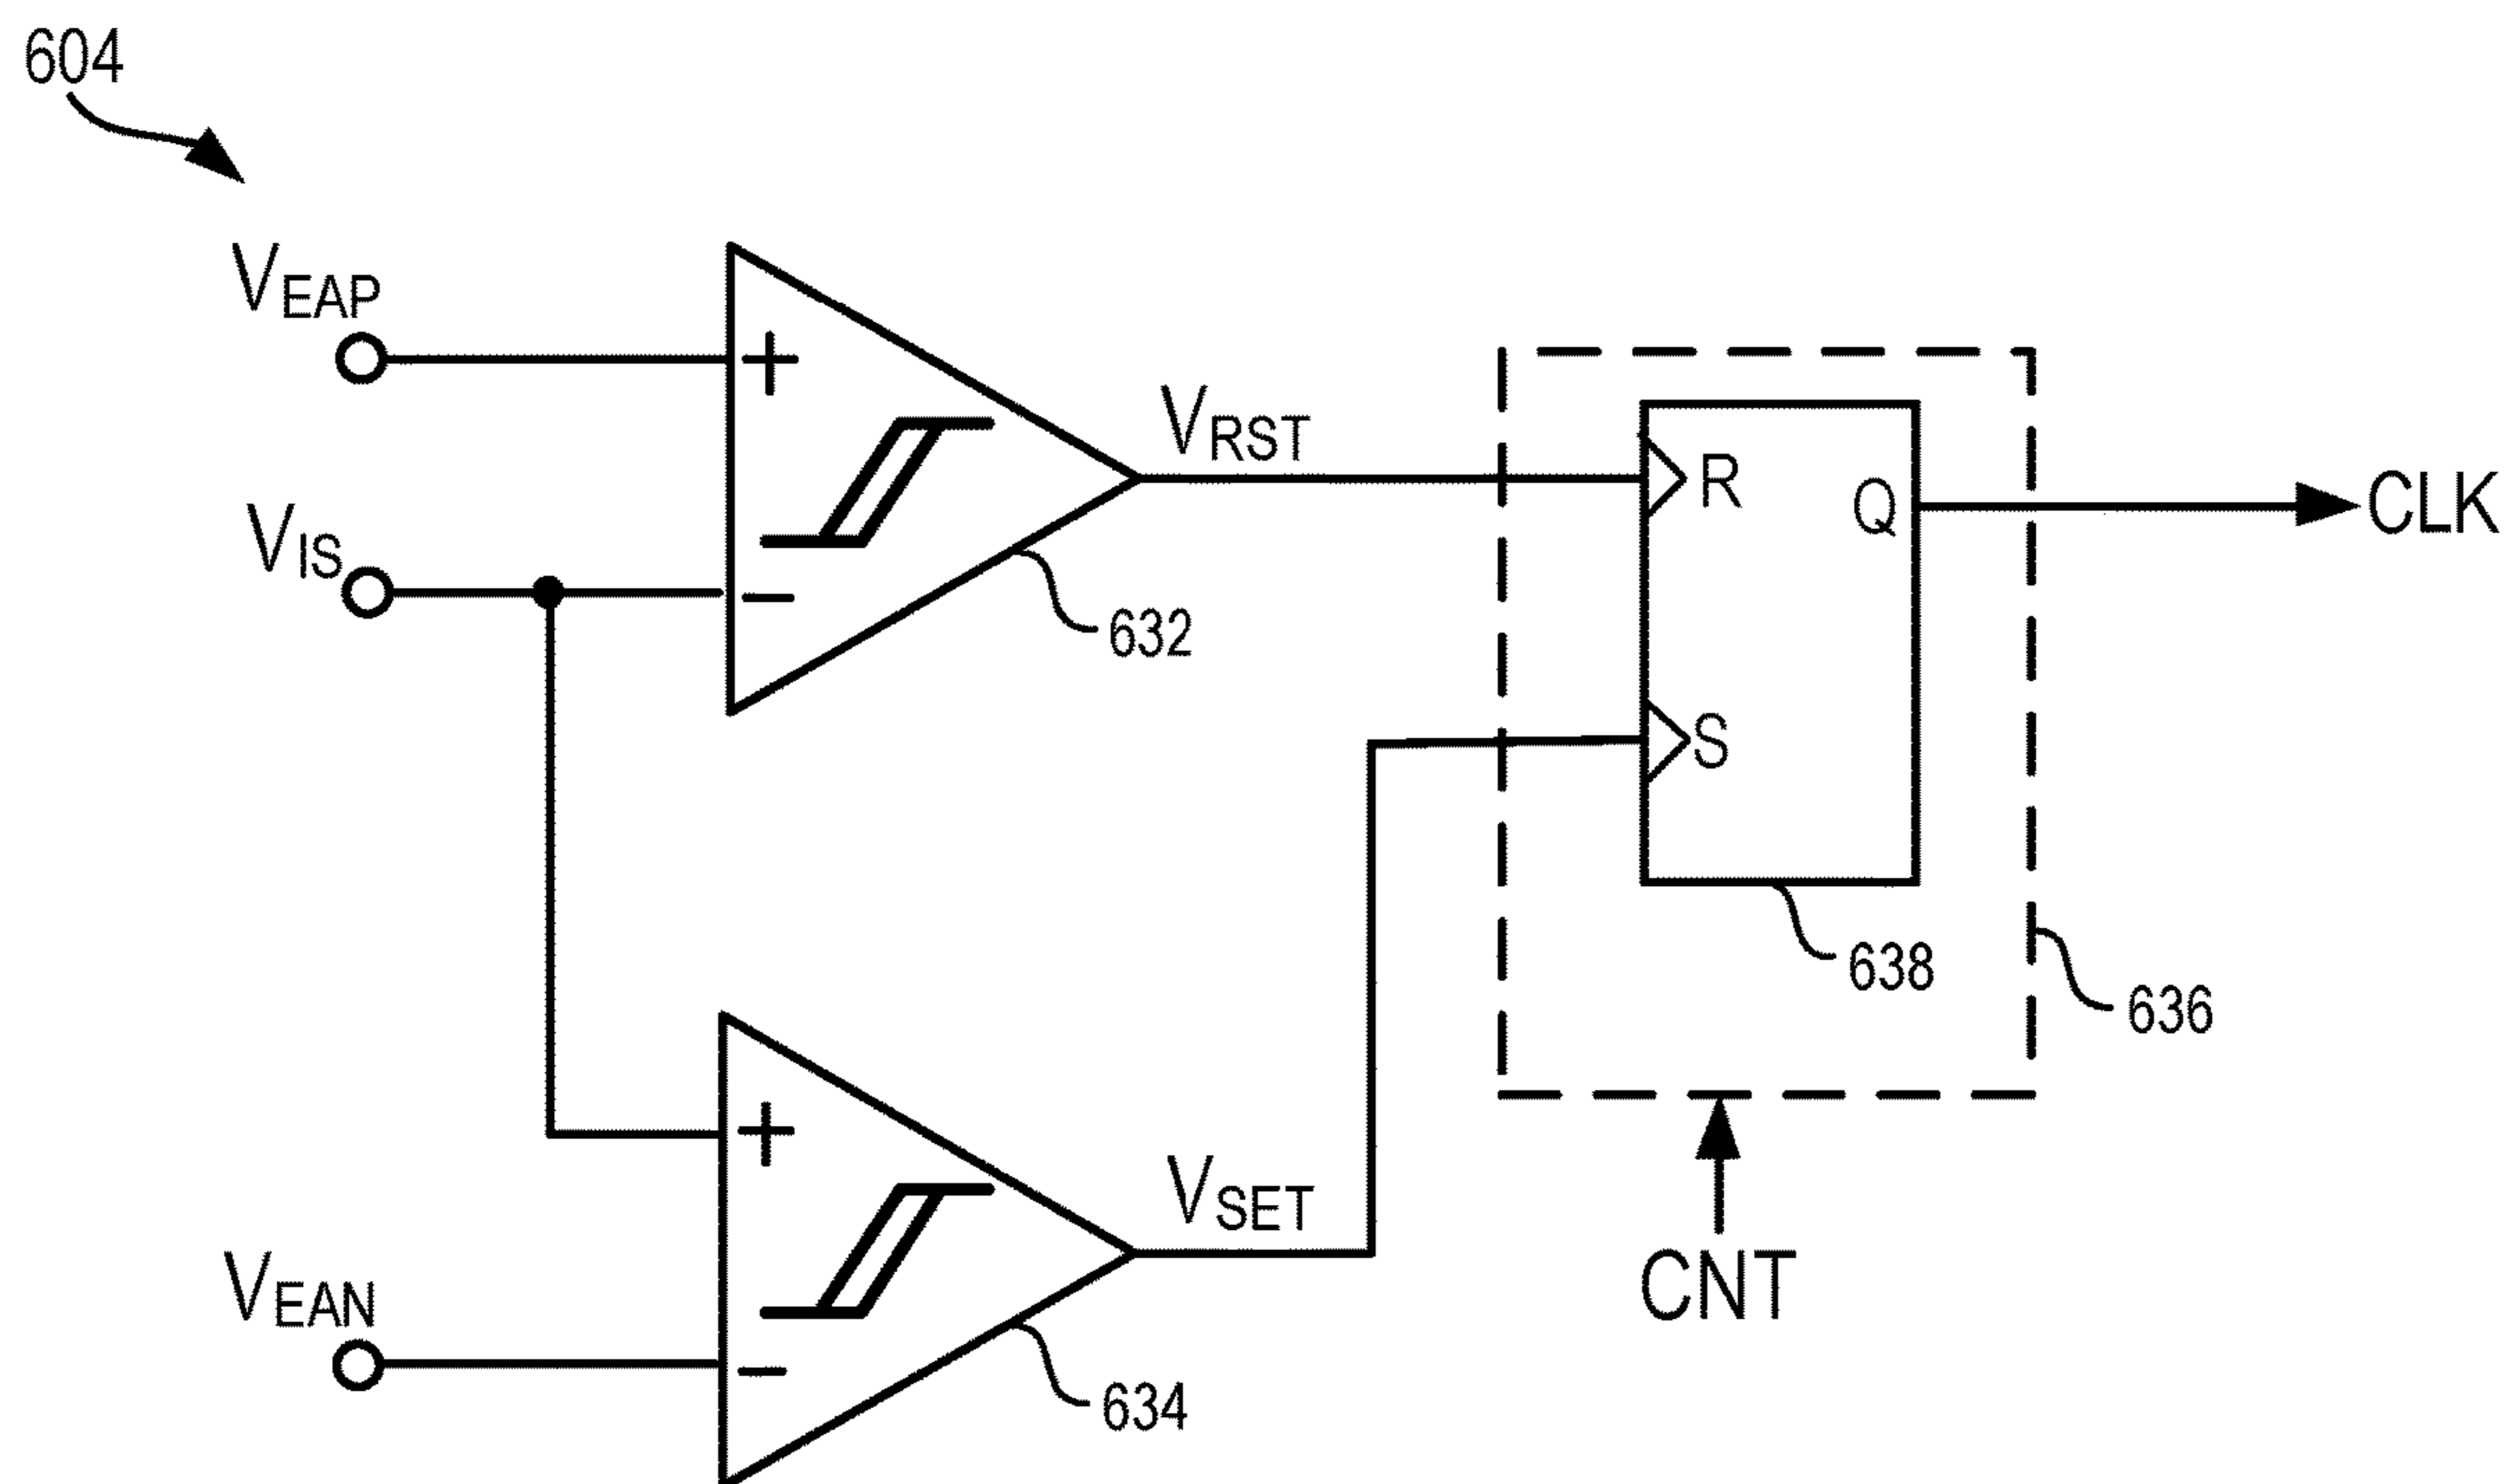 604
VEAP
+
VRST
R
Q
CLK
VIS
−
632
S
638
636
+
VSET
CNT
VEAN
−
634